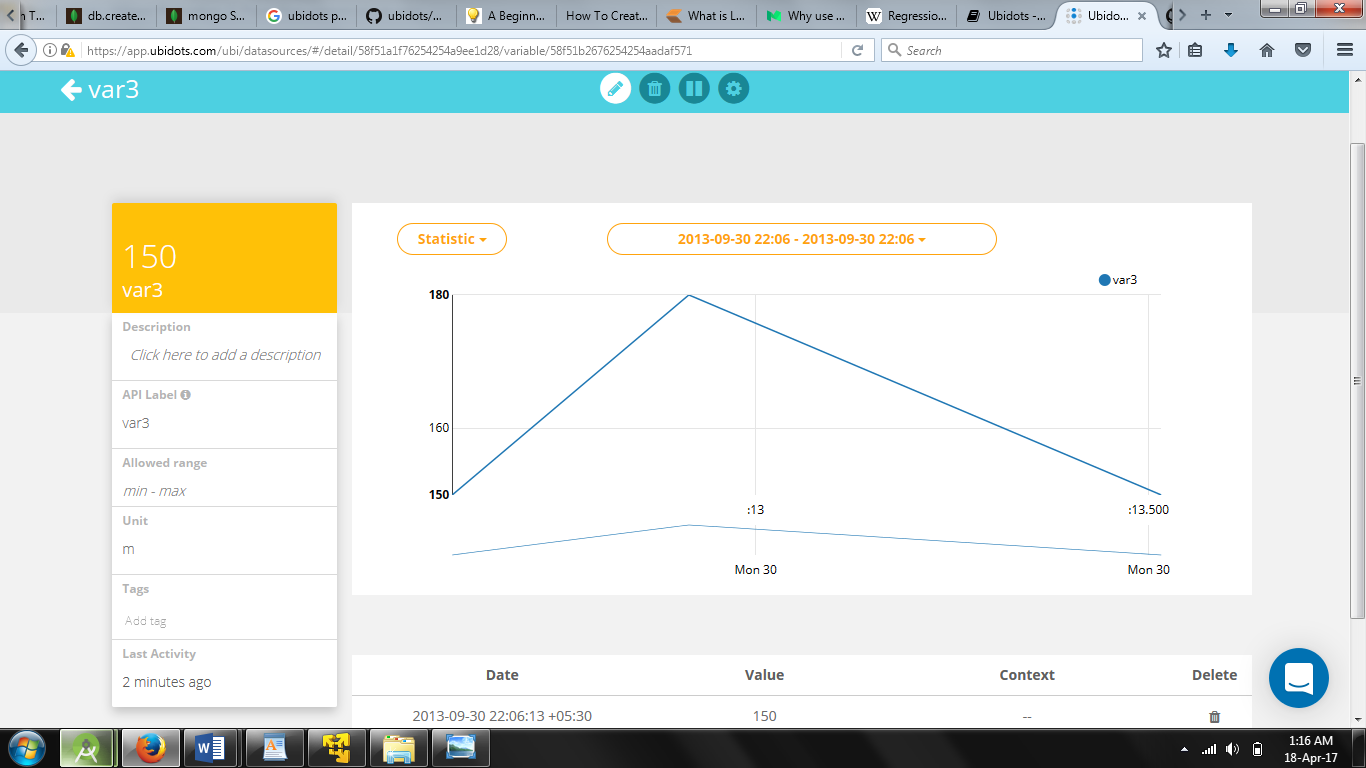 n T...
db.create...
mongo S...
ubidots p...
ubidots/...
A Beginn...
How To Creat...
What is L...
Why use ...
Regressio...
Ubidots -...
Ubido...
https://app.ubidots.com/ubi/datasources/#/detail/58f51a1f76254254a9ee1d28/variable/58f51b2676254254aadaf571
Search
var3
150
var3
Description
Click here to add a description
API Label
var3
Allowed range
min - max
Unit
m
Tags
Add tag
Last Activity
2 minutes ago
Statistic
2013-09-30 22:06 - 2013-09-30 22:06
var3
180
160
150
:13
:13.500
Mon 30
Mon 30
Date
Value
Context
Delete
2013-09-30 22:06:13 +05:30
150
--
1:16 AM
18-Apr-17